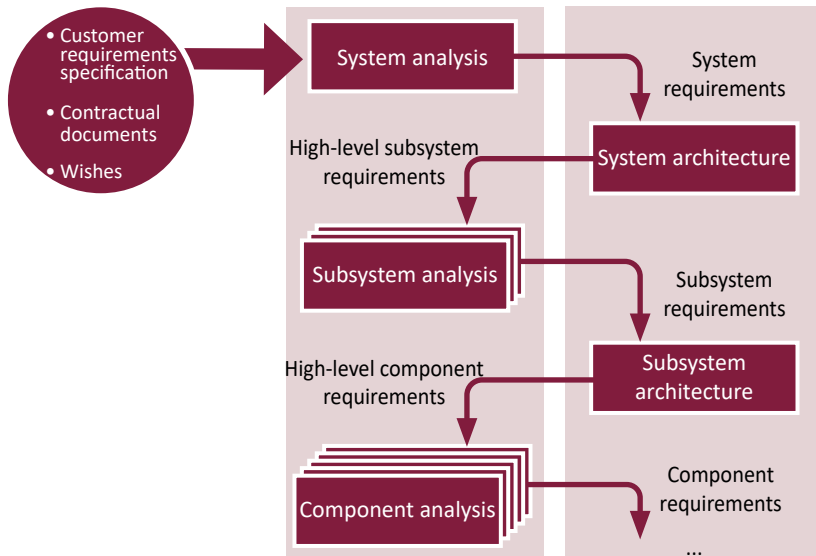 • Customer
requirements
specification
• Contractual
documents
• Wishes
System analysis
System
requirements
System architecture
High-level subsystem
requirements
Subsystem analysis
Subsystem
requirements
Subsystem
architecture
High-level component
requirements
Component analysis
Component
requirements
...